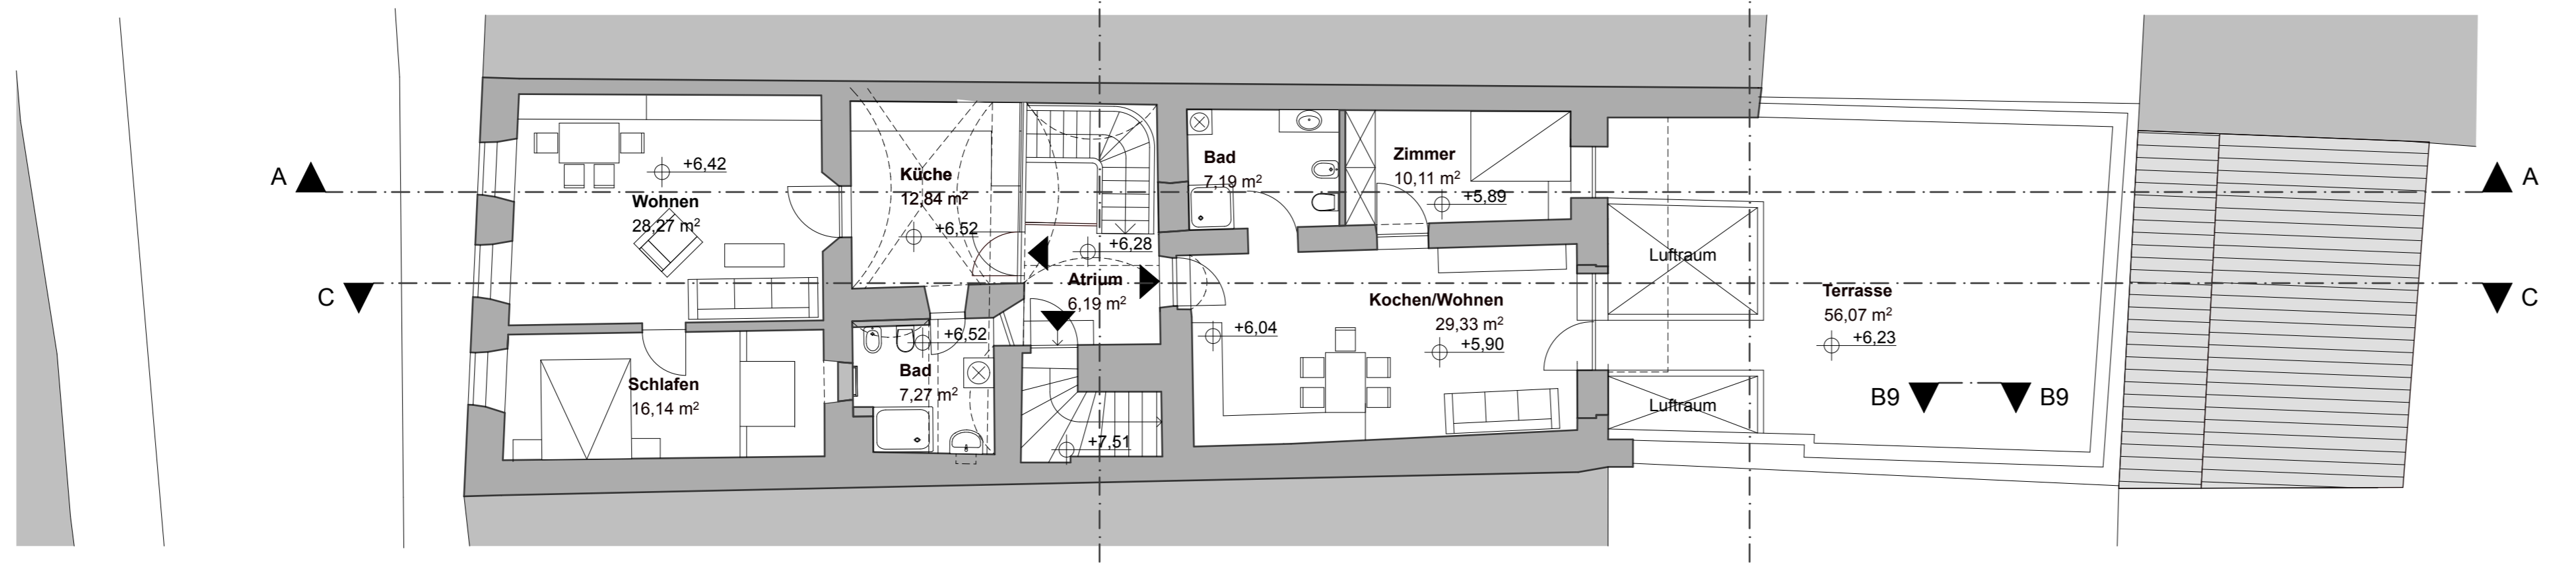 A
A
C
C
Wohnen
28,27 m²
+6,42
Küche
12,84 m²
+6,52
Atrium
6,19 m²
+6,28
Bad
7,19 m²
Zimmer
10,11 m²
+5,89
Luftraum
Kochen/Wohnen
29,33 m²
+5,90
+6,04
Terrasse
56,07 m²
+6,23
Schlafen
16,14 m²
Bad
7,27 m²
+6,52
+7,51
Luftraum
B9
B9